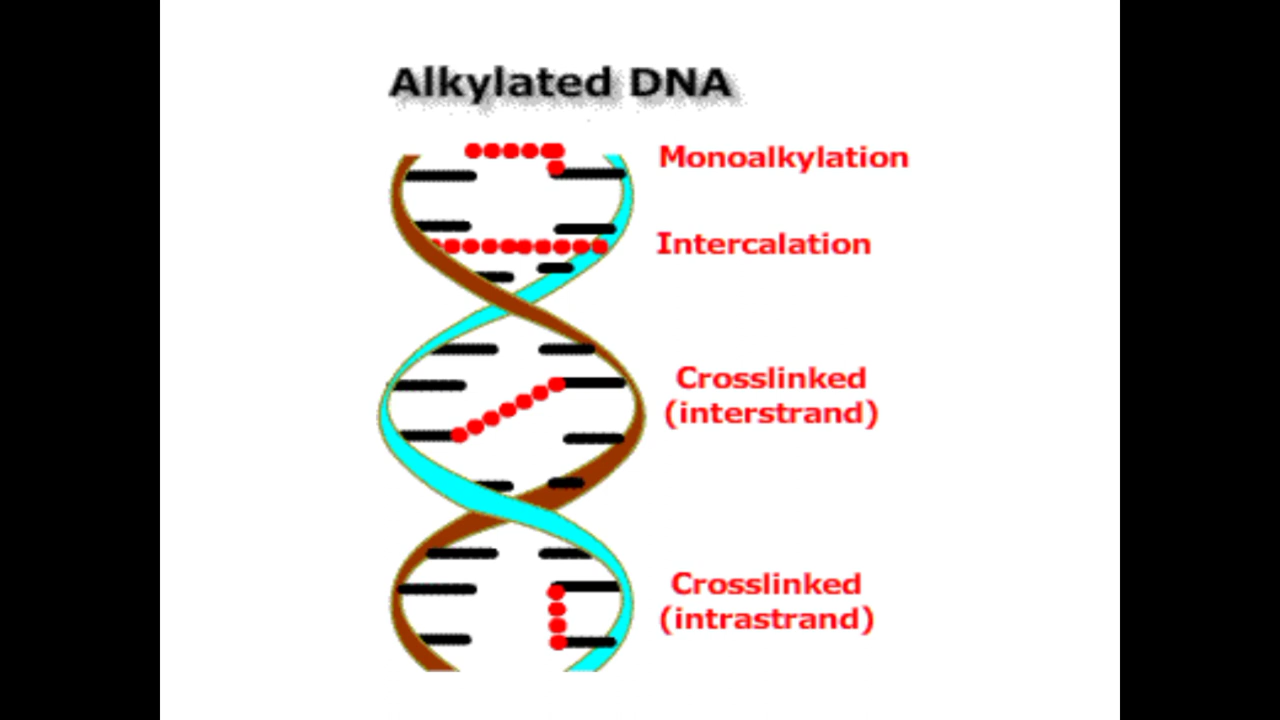 Alkylated DNA
Monoalkylation
Intercalation
Crosslinked
(interstrand)
Crosslinked
(intrastrand)